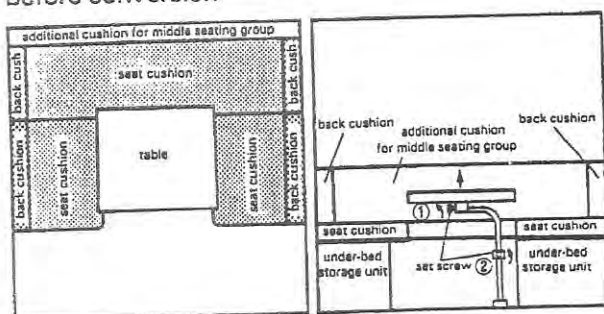 before conversion
additional cushion for middle seating group
back cush
seat cushion
back cush
back cushion
seat cushion
table
seat cushion
back cushion
back cushion
additional cushion
for middle seating group
back cushion
①
seat cushion
seat cushion
under-bed
storage unit
set screw ②
under-bed
storage unit